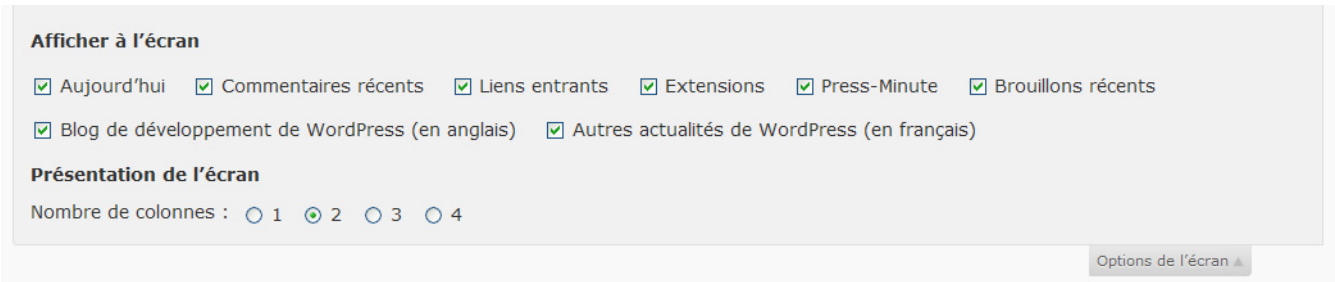 Afficher à l’écran
Aujourd’hui Commentaires récents Liens entrants Extensions Press-Minute Brouillons récents
Blog de développement de WordPress (en anglais) Autres actualités de WordPress (en français)
Présentation de l’écran
Nombre de colonnes : 1 2 3 4
Options de l’écran